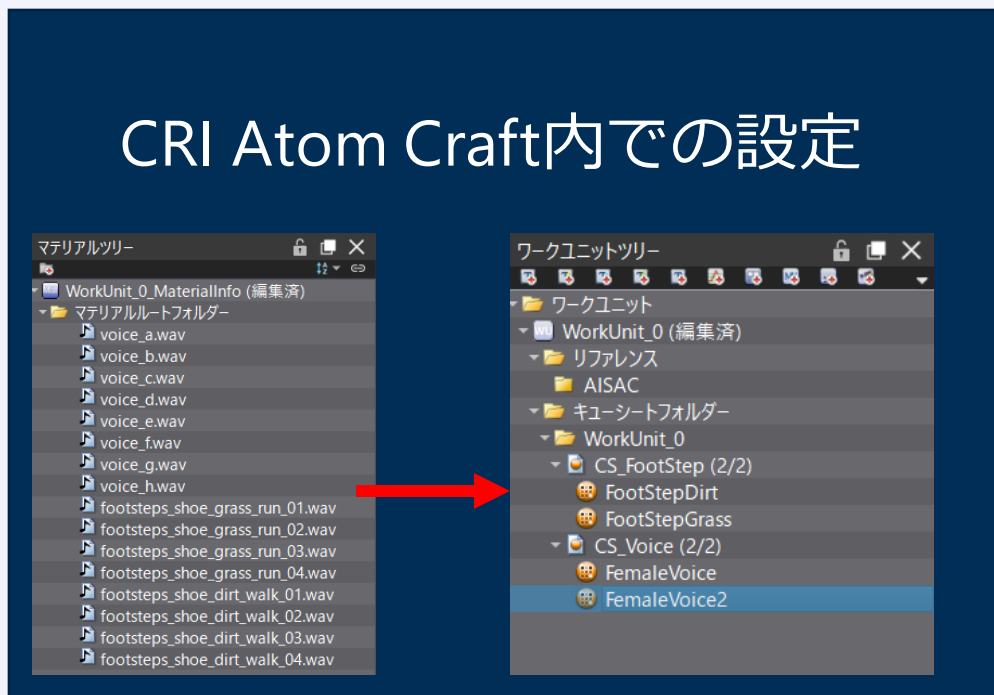 CRI Atom Craft内での設定
マテリアルツリー
WorkUnit_0_MaterialInfo (編集済)
マテリアルルートフォルダー
voice_a.wav
voice_b.wav
voice_c.wav
voice_d.wav
voice_e.wav
voice_f.wav
voice_g.wav
voice_h.wav
footsteps_shoe_grass_run_01.wav
footsteps_shoe_grass_run_02.wav
footsteps_shoe_grass_run_03.wav
footsteps_shoe_grass_run_04.wav
footsteps_shoe_dirt_walk_01.wav
footsteps_shoe_dirt_walk_02.wav
footsteps_shoe_dirt_walk_03.wav
footsteps_shoe_dirt_walk_04.wav
ワークユニットツリー
ワークユニット
WU WorkUnit_0 (編集済)
リファレンス
AISAC
キューシートフォルダー
WorkUnit_0
CS_FootStep (2/2)
FootStepDirt
FootStepGrass
CS_Voice (2/2)
FemaleVoice
FemaleVoice2